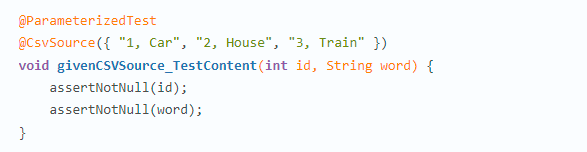 @ParameterizedTest
@CsvSource({ "1, Car", "2, House", "3, Train" })
void givenCSVSource_TestContent(int id, String word) {
    assertNotNull(id);
    assertNotNull(word);
}